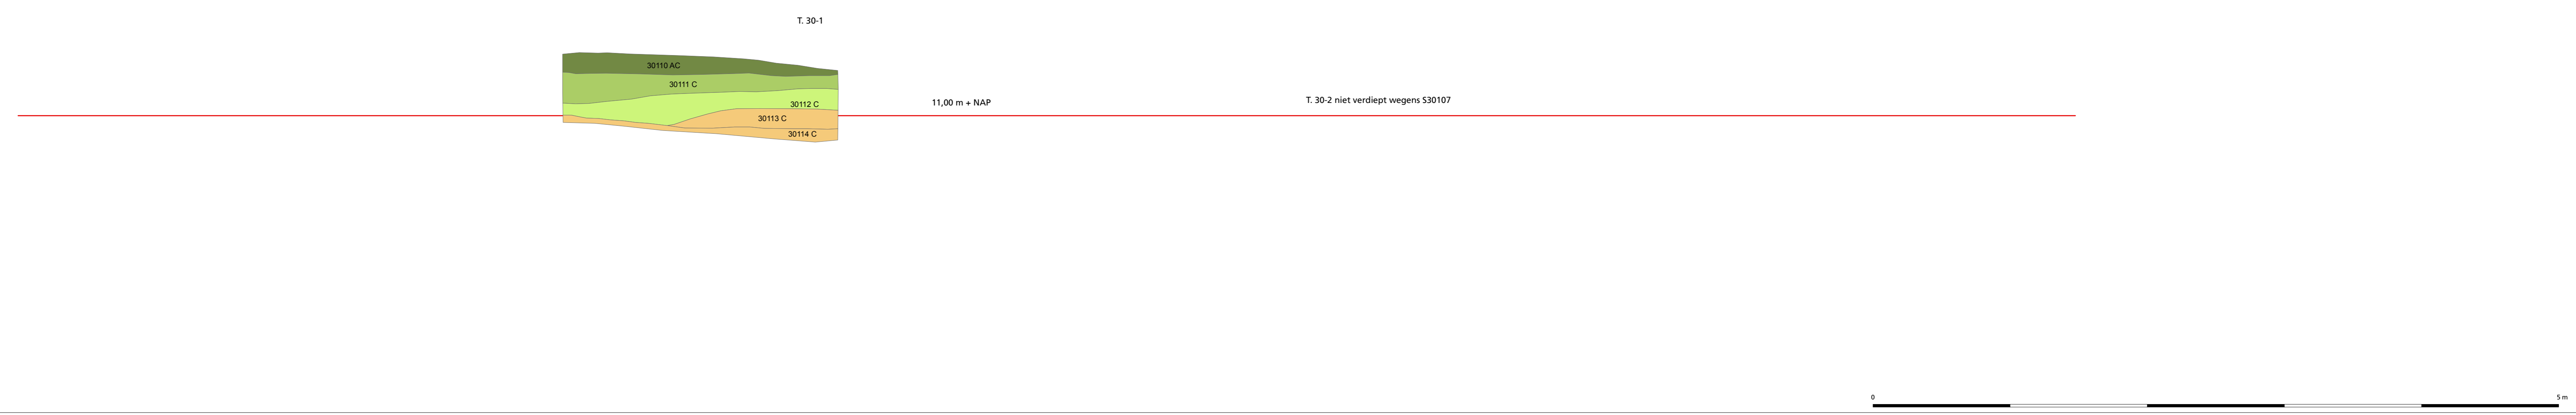 T. 30-1
30110 AC
30111 C
30112 C
11,00 m + NAP
T. 30-2 niet verdiept wegens S30107
30113 C
30114 C
0
5 m